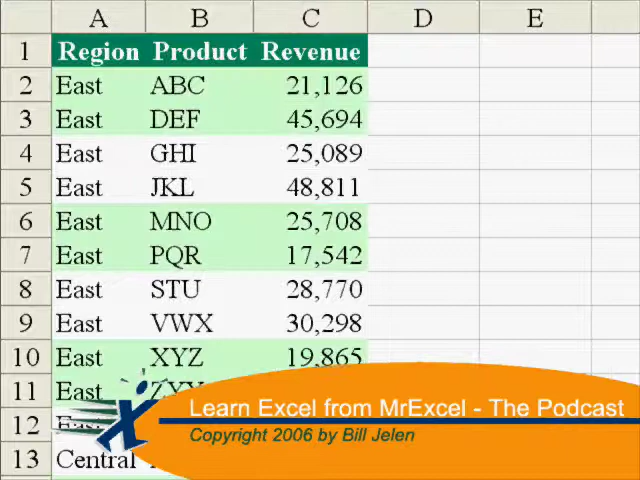 A B C D E
1 Region Product Revenue
2 East ABC 21,126
3 East DEF 45,694
4 East GHI 25,089
5 East JKL 48,811
6 East MNO 25,708
7 East PQR 17,542
8 East STU 28,770
9 East VWX 30,298
10 East XYZ 19,865
11 East
12 East
13 Central
Learn Excel from MrExcel - The Podcast
Copyright 2006 by Bill Jelen